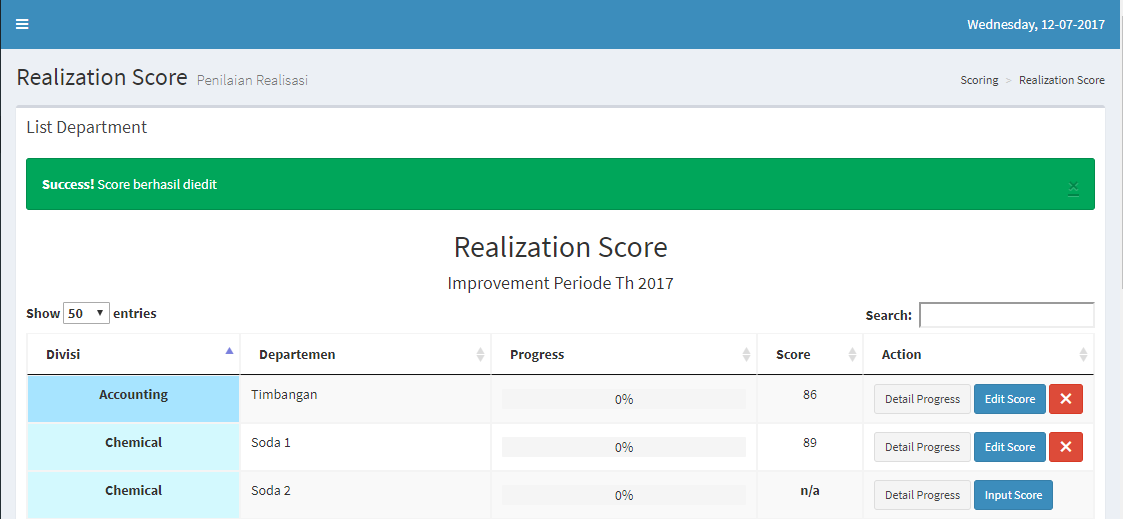 Wednesday, 12-07-2017
Realization Score Penilaian Realisasi
Scoring > Realization Score
List Department
Success! Score berhasil diedit
×
Realization Score
Improvement Periode Th 2017
Show 50 entries
Search:
Divisi Departemen Progress Score Action
Accounting Timbangan 0% 86 Detail Progress Edit Score ×
Chemical Soda 1 0% 89 Detail Progress Edit Score ×
Chemical Soda 2 0% n/a Detail Progress Input Score